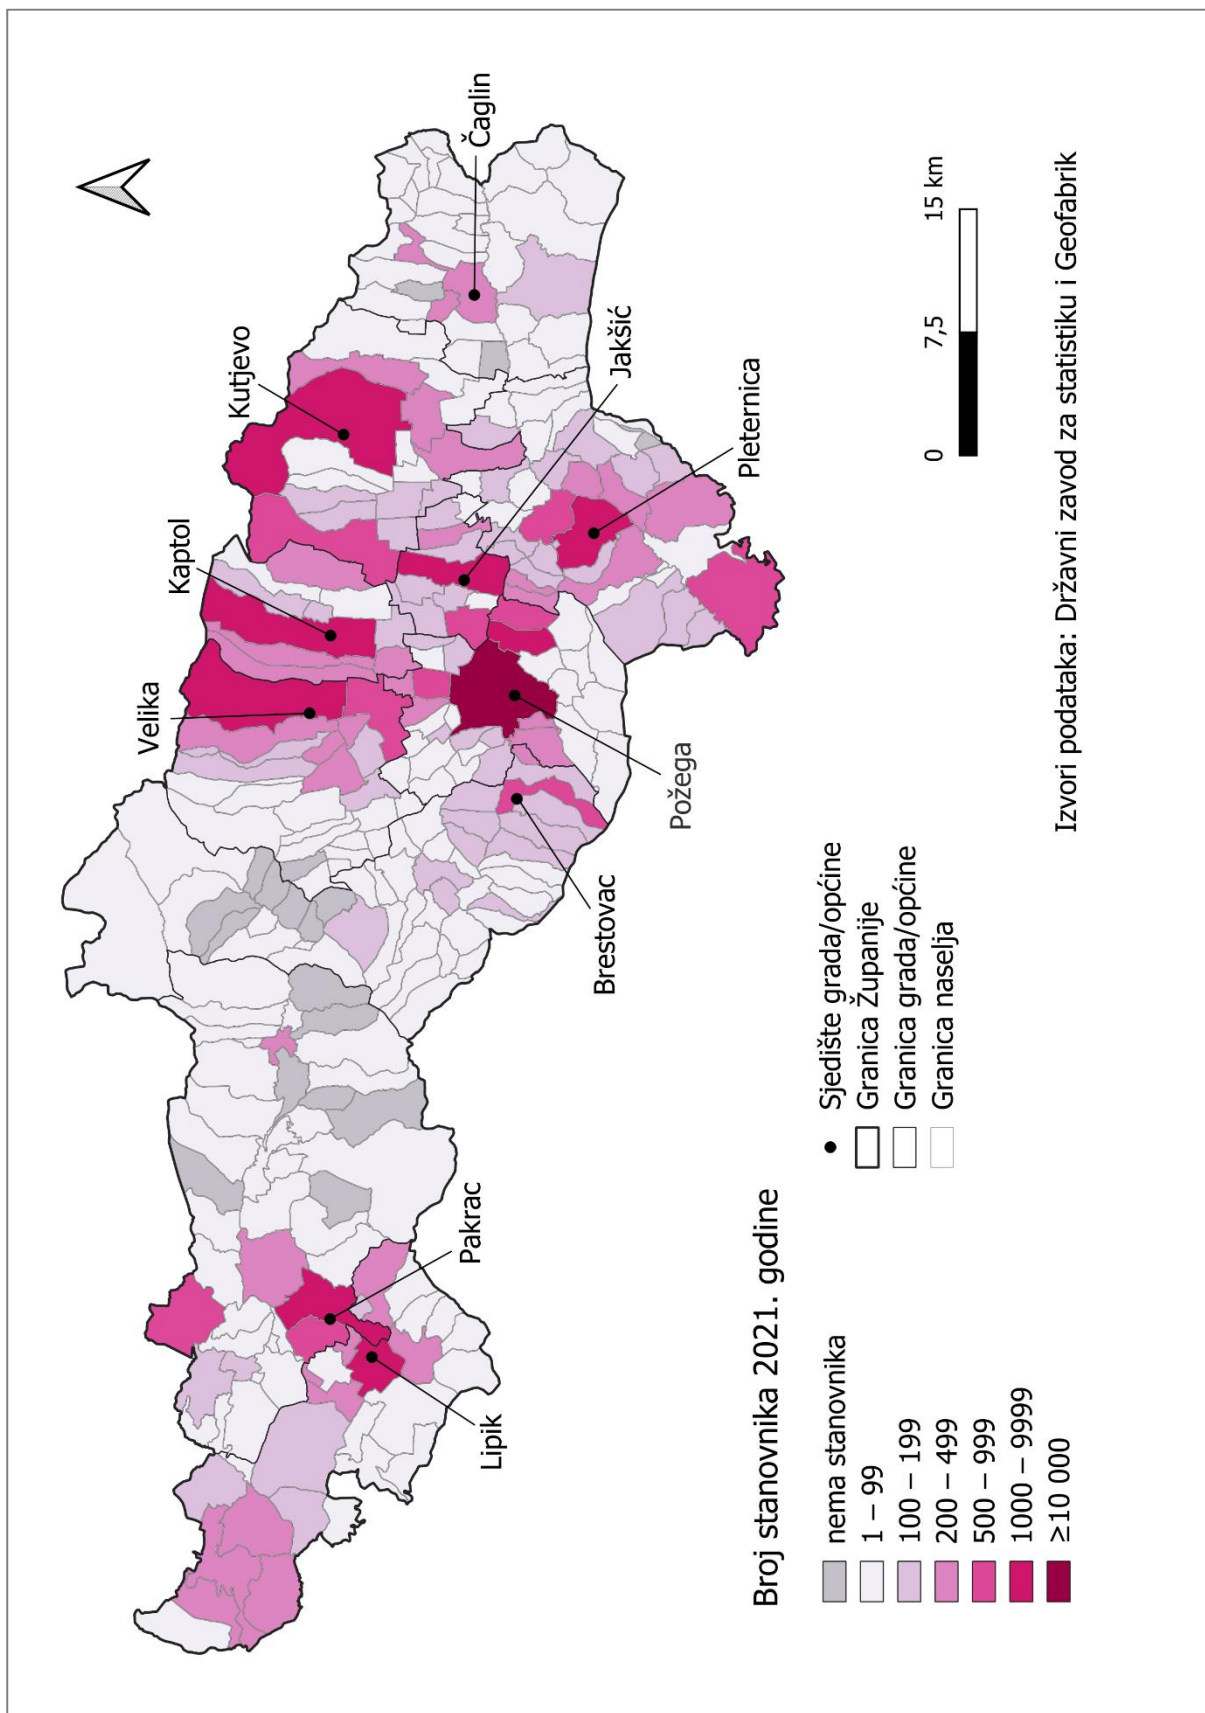 Velika
Kaptol
Kutjevo
Čaglin
Jakšić
Pleternica
Požega
Brestovac
Pakrac
Lipik
Broj stanovnika 2021. godine
nema stanovnika
1 – 99
100 – 199
200 – 499
500 – 999
1000 – 9999
≥10 000
Sjedište grada/općine
Granica Županije
Granica grada/općine
Granica naselja
0 7,5 15 km
Izvori podataka: Državni zavod za statistiku i Geofabrik